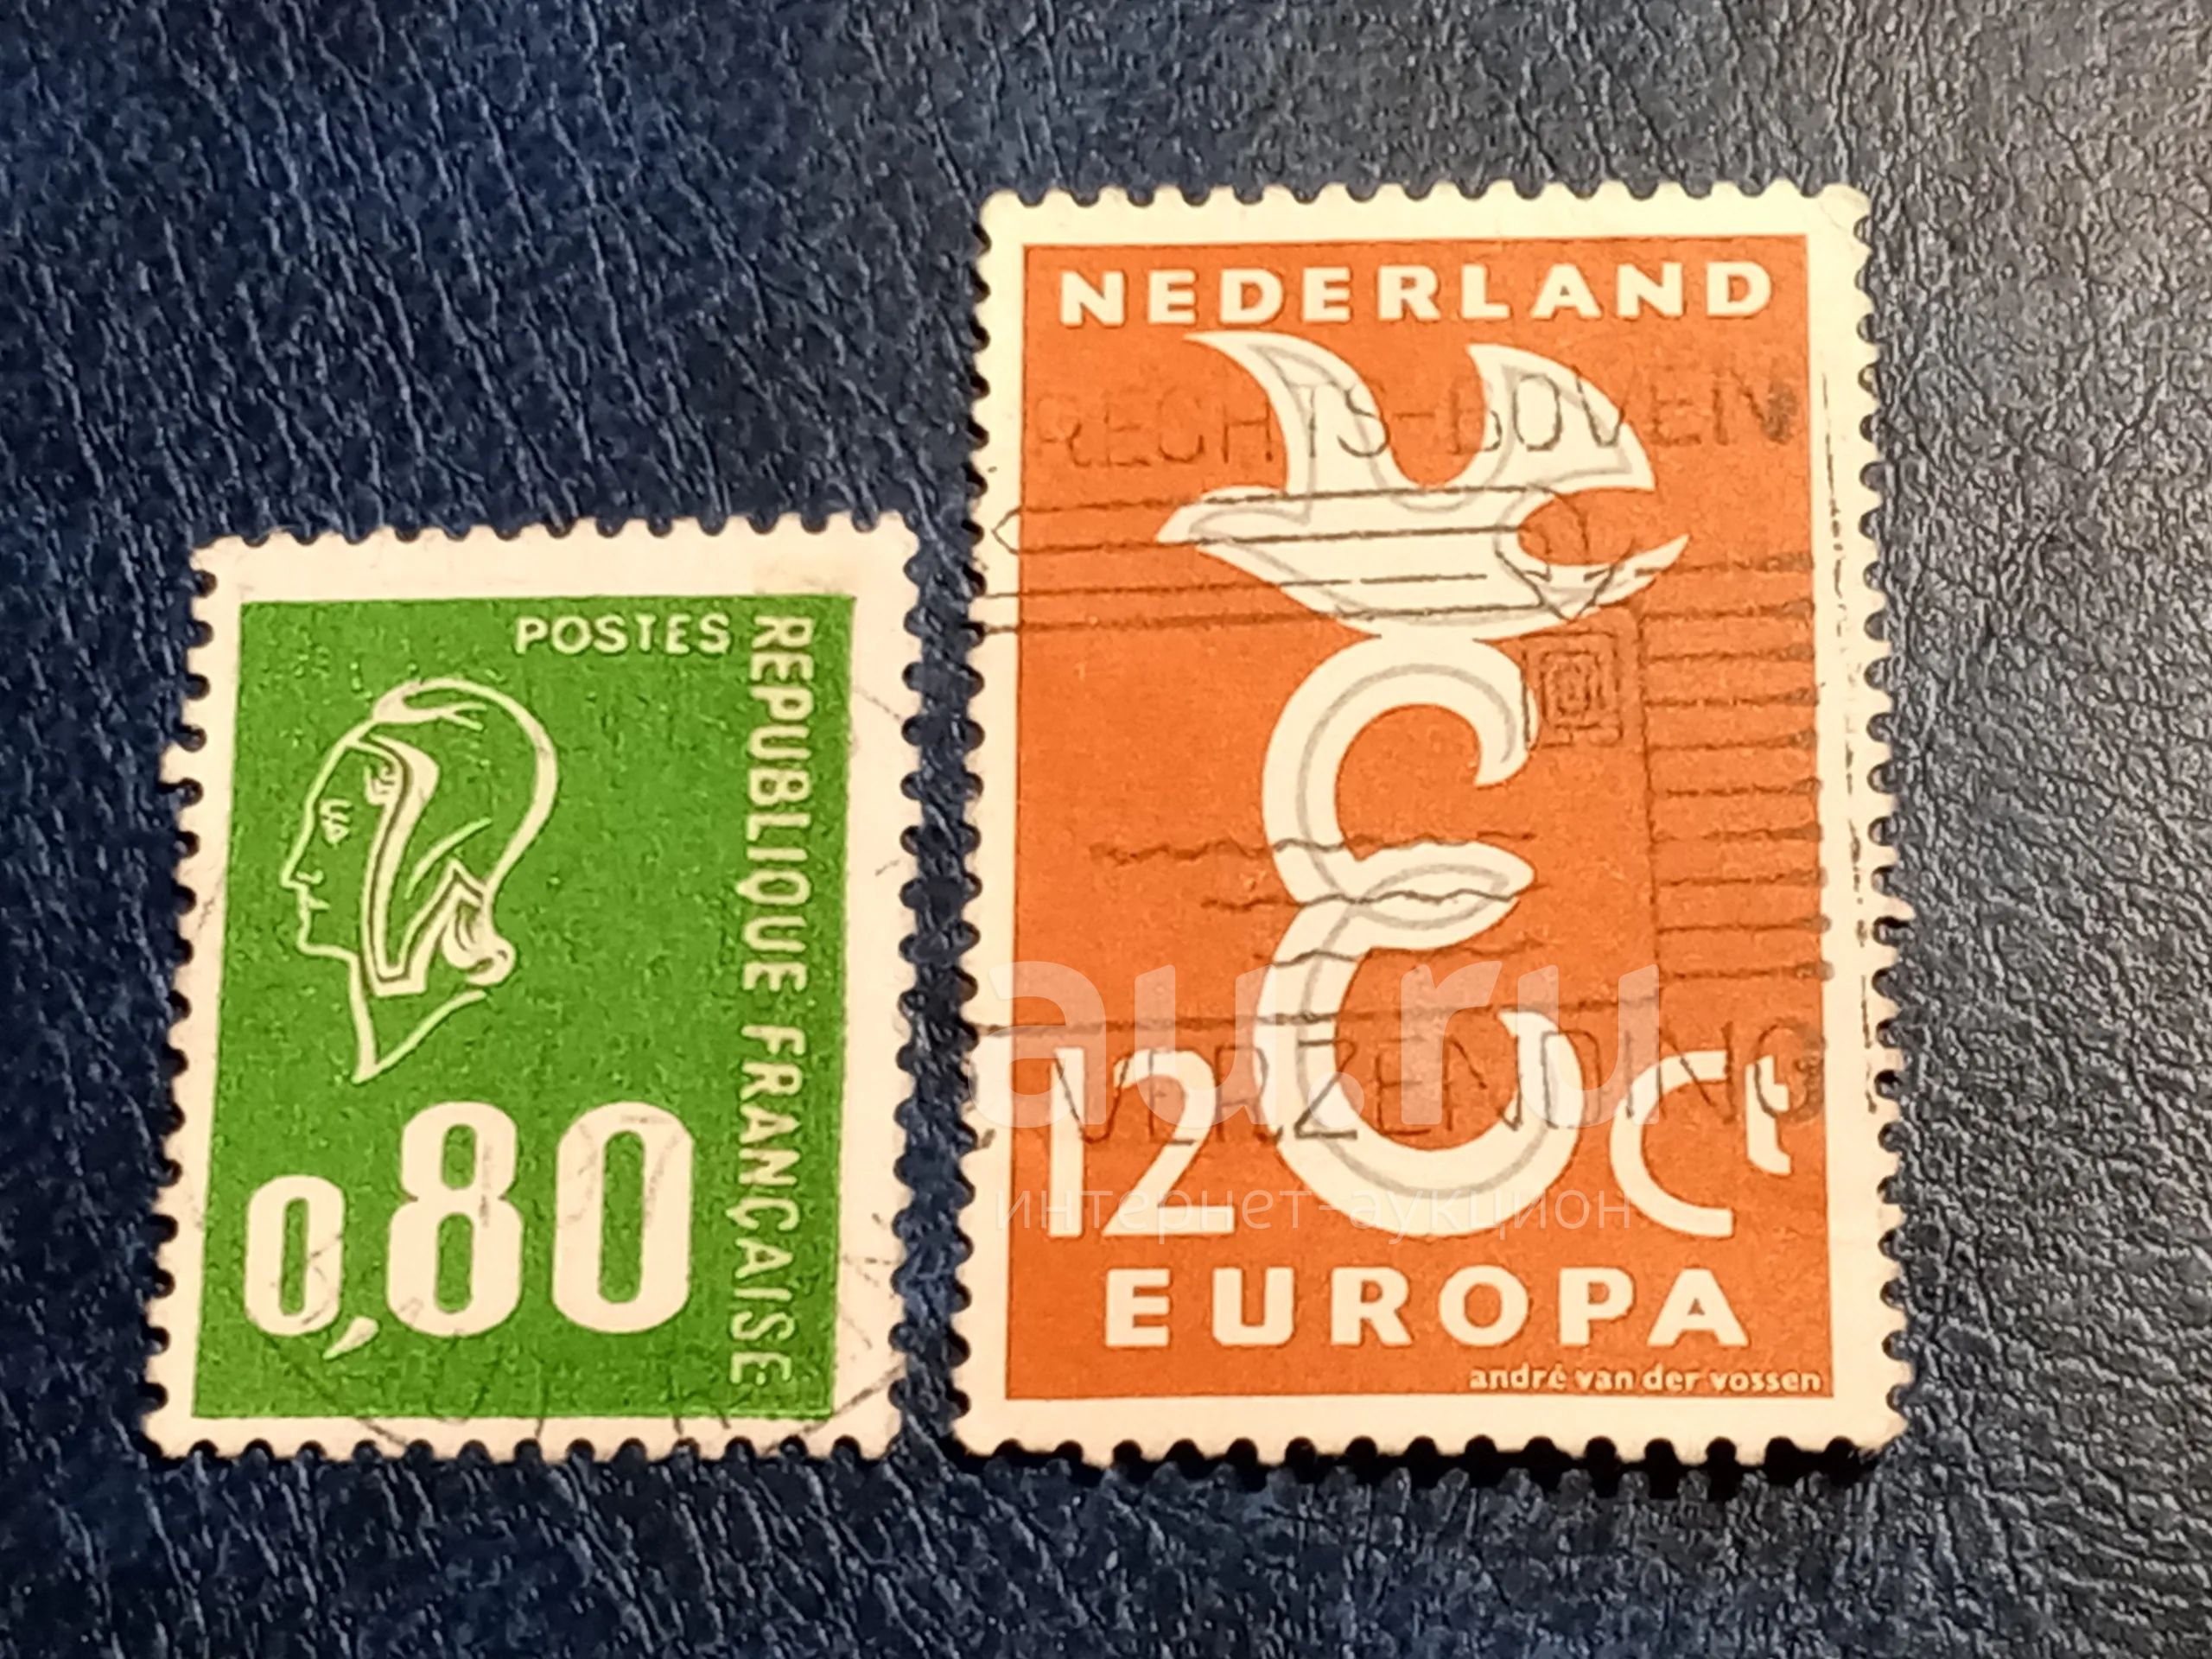 POSTES
REPUBLIQUE FRANÇAISE
0,80
NEDERLAND
RECHTS-BOVEN
VERZENDING
12 Ct
EUROPA
andré van der vossen
au.ru
интернет-аукцион